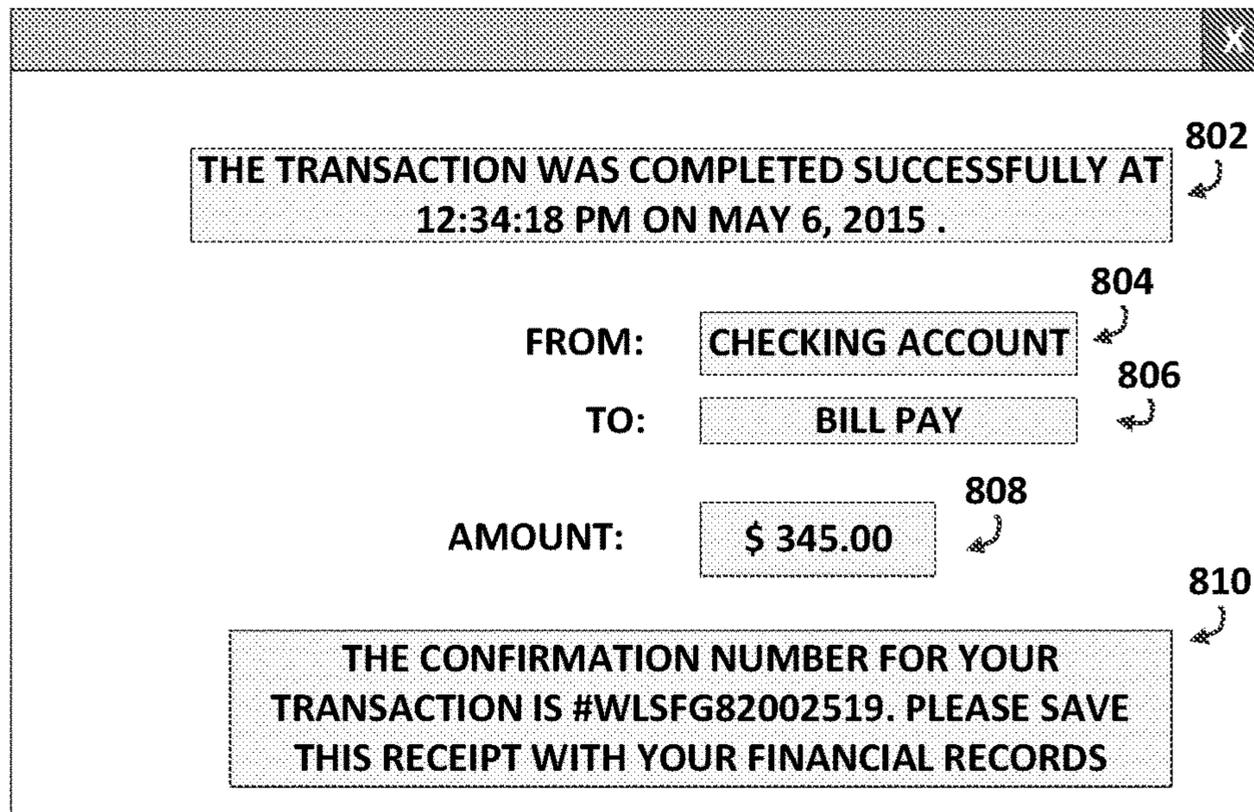 X
802
THE TRANSACTION WAS COMPLETED SUCCESSFULLY AT
12:34:18 PM ON MAY 6, 2015 .
804
FROM: CHECKING ACCOUNT
806
TO: BILL PAY
808
AMOUNT: $ 345.00
810
THE CONFIRMATION NUMBER FOR YOUR
TRANSACTION IS #WLSFG82002519. PLEASE SAVE
THIS RECEIPT WITH YOUR FINANCIAL RECORDS